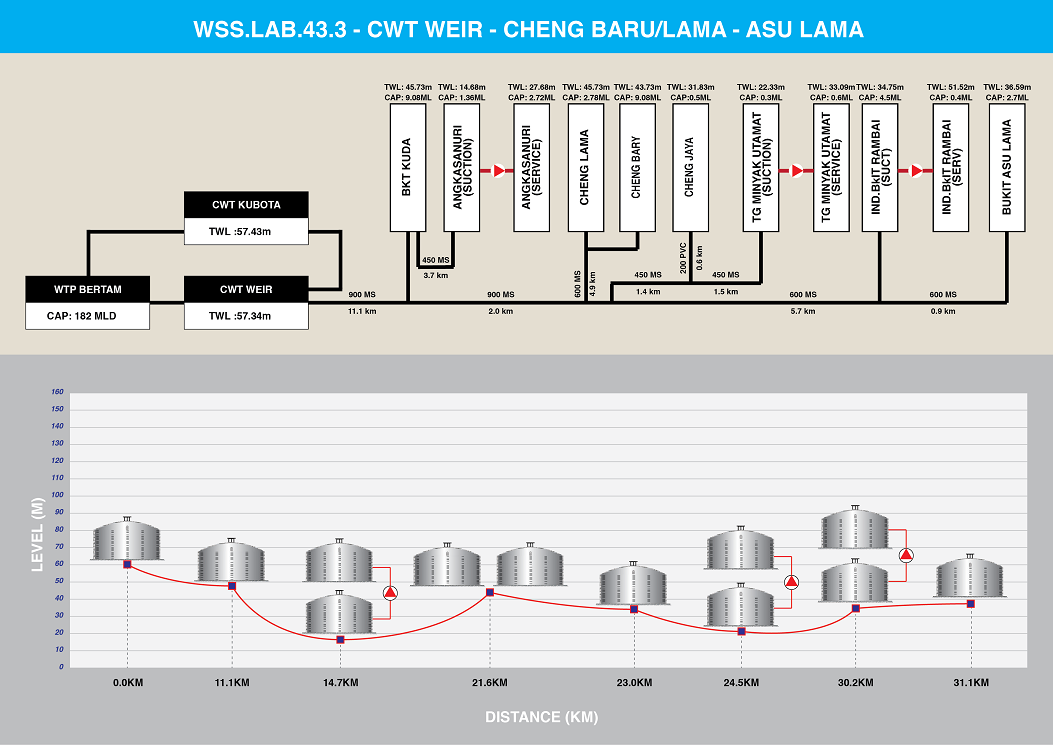 WSS.LAB.43.3 - CWT WEIR - CHENG BARU/LAMA - ASU LAMA
TWL: 45.73m
CAP: 9.08ML
TWL: 14.68m
CAP: 1.36ML
TWL: 27.68m
CAP: 2.72ML
TWL: 45.73m
CAP: 2.78ML
TWL: 43.73m
CAP: 9.08ML
TWL: 31.83m
CAP:0.5ML
TWL: 22.33m
CAP: 0.3ML
TWL: 33.09m
CAP: 0.6ML
TWL: 34.75m
CAP: 4.5ML
TWL: 51.52m
CAP: 0.4ML
TWL: 36.59m
CAP: 2.7ML
BKT KUDA
ANGKASANURI
(SUCTION)
ANGKASANURI
(SERVICE)
CHENG LAMA
CHENG BARY
CHENG JAYA
TG MINYAK UTAMAT
(SUCTION)
TG MINYAK UTAMAT
(SERVICE)
IND.BkIT RAMBAI
(SUCT)
IND.BkIT RAMBAI
(SERV)
BUKIT ASU LAMA
CWT KUBOTA
TWL :57.43m
WTP BERTAM
CAP: 182 MLD
CWT WEIR
TWL :57.34m
900 MS
11.1 km
450 MS
3.7 km
900 MS
2.0 km
600 MS
4.9 km
450 MS
1.4 km
200 PVC
0.6 km
450 MS
1.5 km
600 MS
5.7 km
600 MS
0.9 km
LEVEL (M)
160
150
140
130
120
110
100
90
80
70
60
50
40
30
20
10
0
0.0KM
11.1KM
14.7KM
21.6KM
23.0KM
24.5KM
30.2KM
31.1KM
DISTANCE (KM)